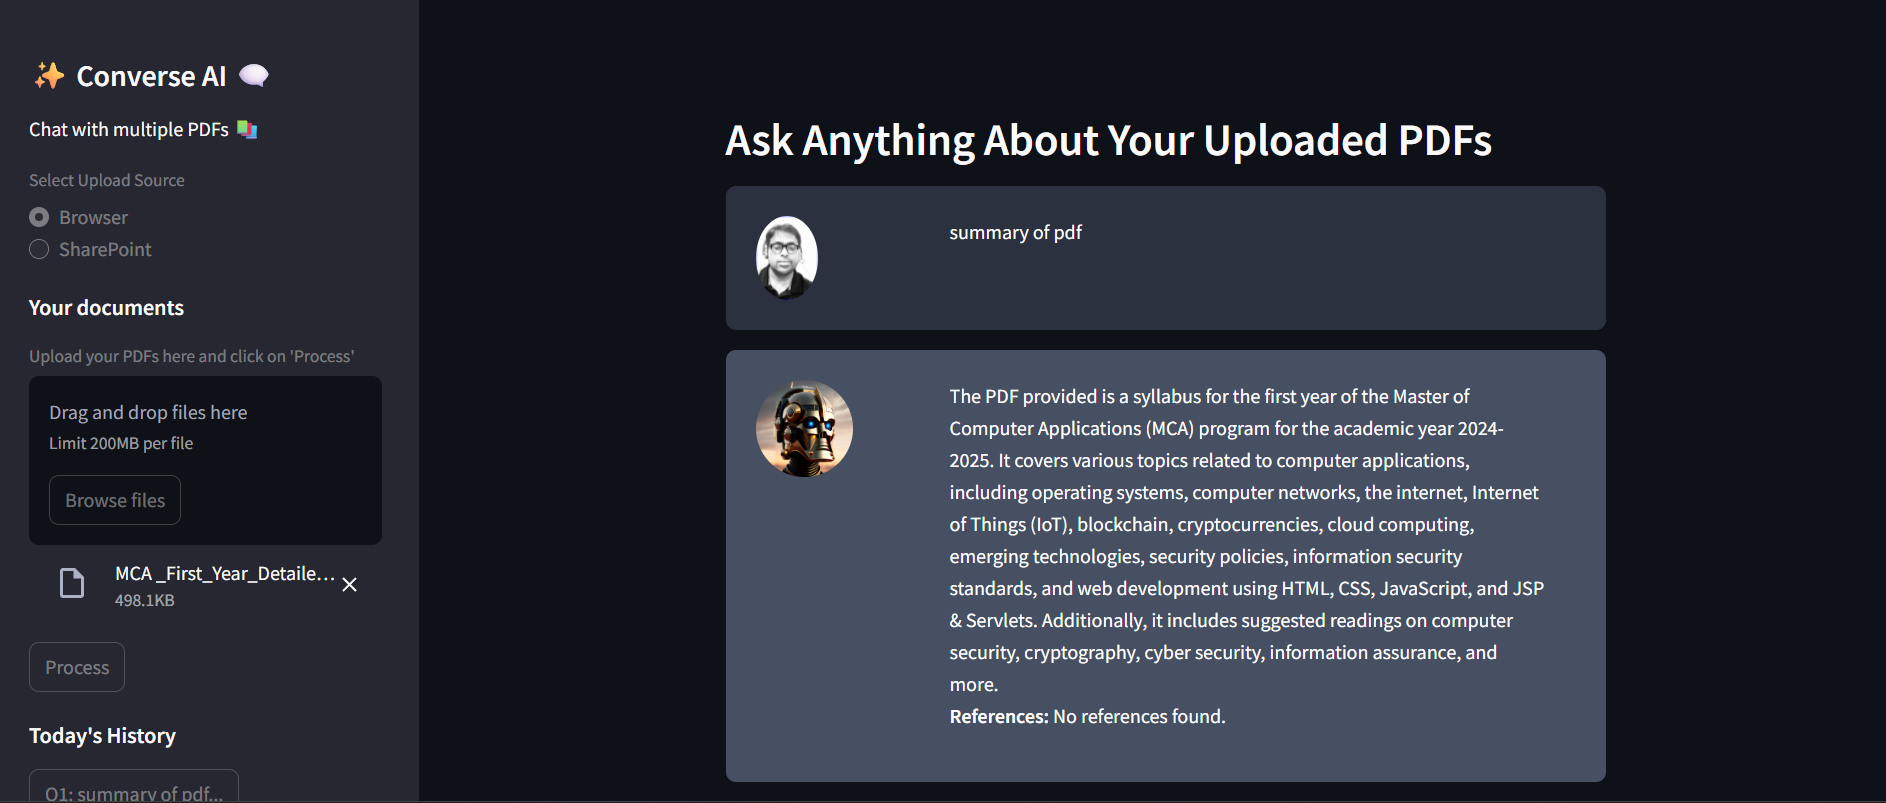 ✨ Converse AI 💬
Chat with multiple PDFs 📚
Select Upload Source
Browser
SharePoint
Your documents
Upload your PDFs here and click on 'Process'
Drag and drop files here
Limit 200MB per file
Browse files
MCA _First_Year_Detaile...
498.1KB
Process
Today's History
Q1: summary of pdf...
Ask Anything About Your Uploaded PDFs
summary of pdf
The PDF provided is a syllabus for the first year of the Master of
Computer Applications (MCA) program for the academic year 2024-
2025. It covers various topics related to computer applications,
including operating systems, computer networks, the internet, Internet
of Things (IoT), blockchain, cryptocurrencies, cloud computing,
emerging technologies, security policies, information security
standards, and web development using HTML, CSS, JavaScript, and JSP
& Servlets. Additionally, it includes suggested readings on computer
security, cryptography, cyber security, information assurance, and
more.
References: No references found.